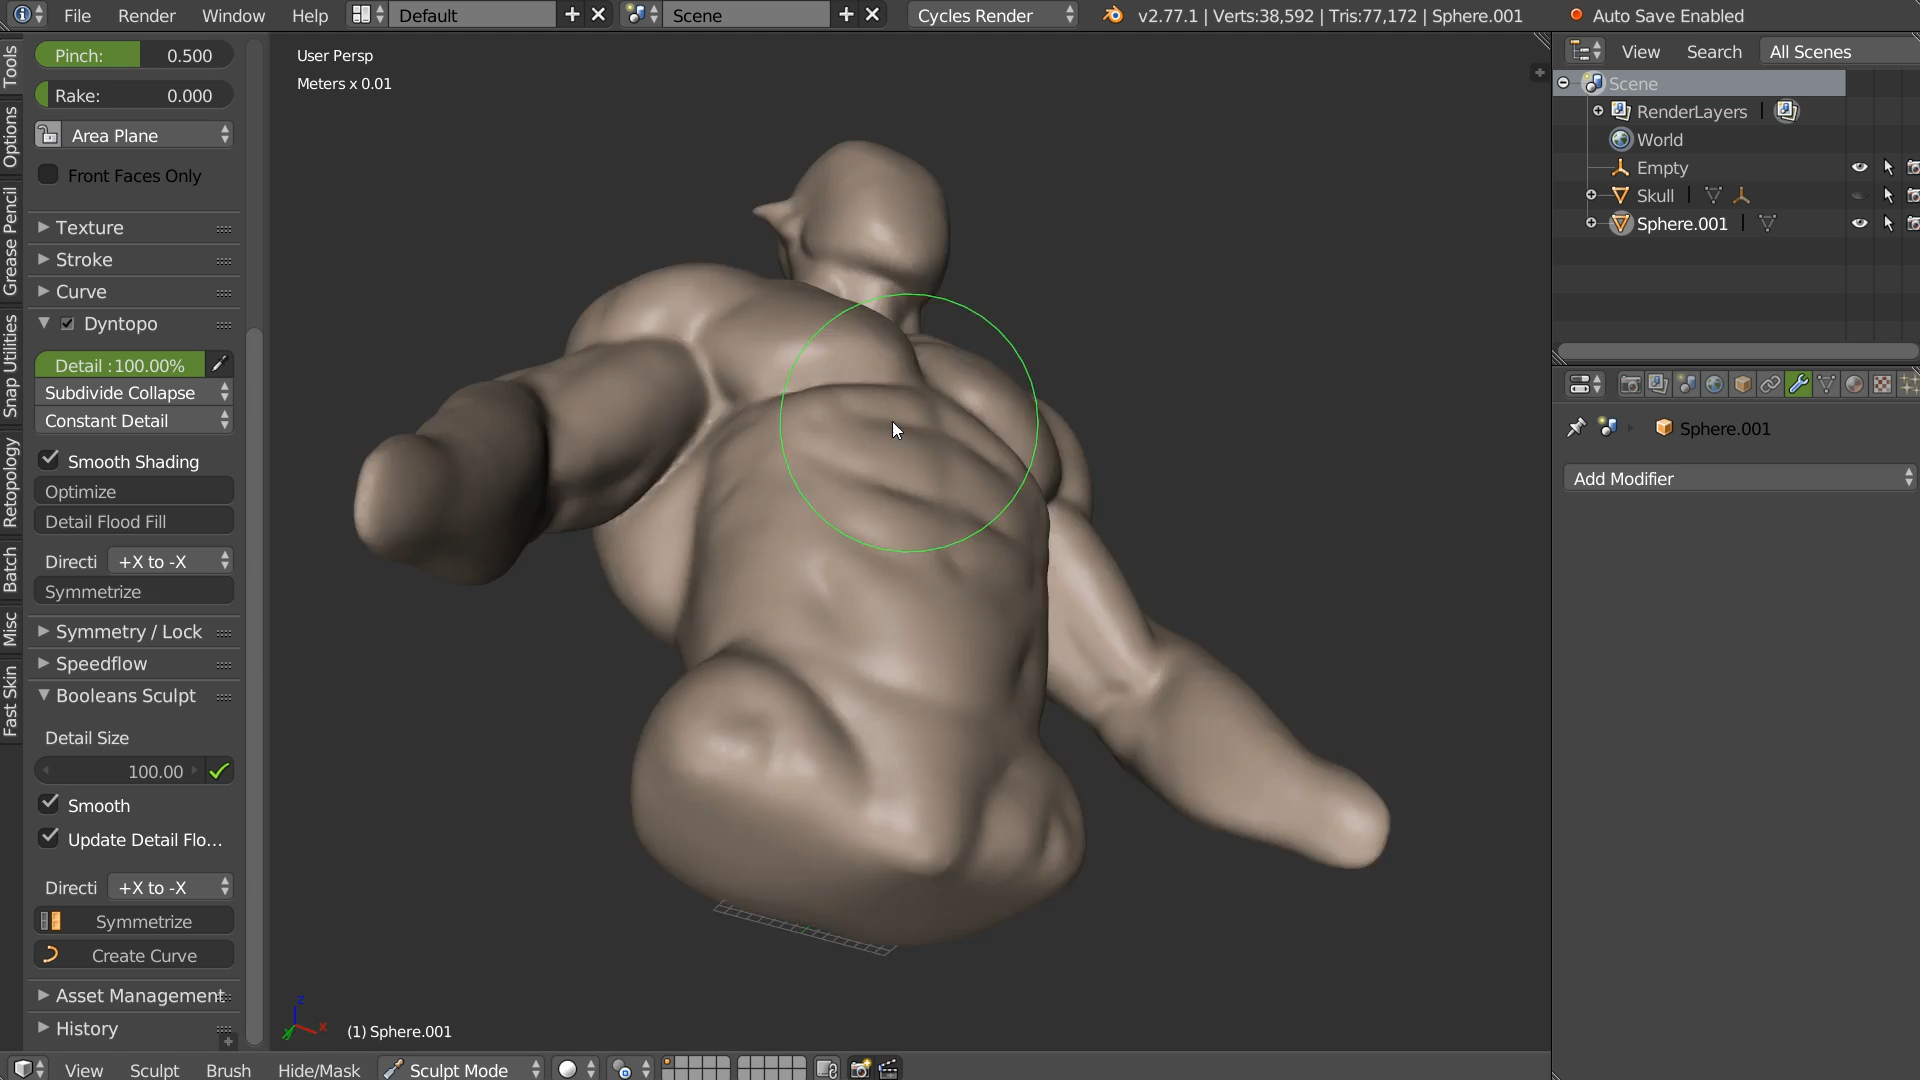 File Render Window Help Default Scene Cycles Render v2.77.1 | Verts:38,592 | Tris:77,172 | Sphere.001 Auto Save Enabled
Tools
Options
Grease Pencil
Snap Utilities
Retopology
Batch
Misc
Fast Skin
Pinch: 0.500
Rake: 0.000
Area Plane
Front Faces Only
Texture
Stroke
Curve
Dyntopo
Detail : 100.00%
Subdivide Collapse
Constant Detail
Smooth Shading
Optimize
Detail Flood Fill
Directi +X to -X
Symmetrize
Symmetry / Lock
Speedflow
Booleans Sculpt
Detail Size
100.00
Smooth
Update Detail Flo...
Directi +X to -X
Symmetrize
Create Curve
Asset Management
History
User Persp
Meters x 0.01
z
x
y
(1) Sphere.001
View Sculpt Brush Hide/Mask Sculpt Mode
View Search All Scenes
Scene
RenderLayers |
World
Empty
Skull |
Sphere.001 |
Sphere.001
Add Modifier